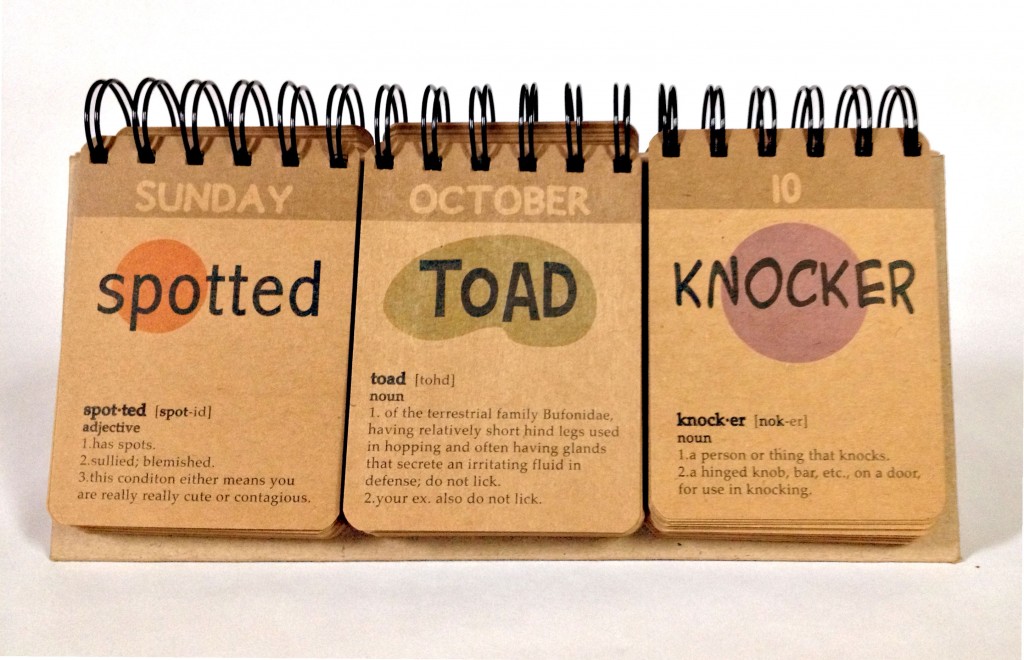 SUNDAY
spotted
spot·ted [spot-id]
adjective
1.has spots.
2.sullied; blemished.
3.this conditon either means you
are really really cute or contagious.
OCTOBER
TOAD
toad [tohd]
noun
1. of the terrestrial family Bufonidae,
having relatively short hind legs used
in hopping and often having glands
that secrete an irritating fluid in
defense; do not lick.
2.your ex. also do not lick.
10
KNOCKER
knock·er [nok-er]
noun
1.a person or thing that knocks.
2.a hinged knob, bar, etc., on a door,
for use in knocking.